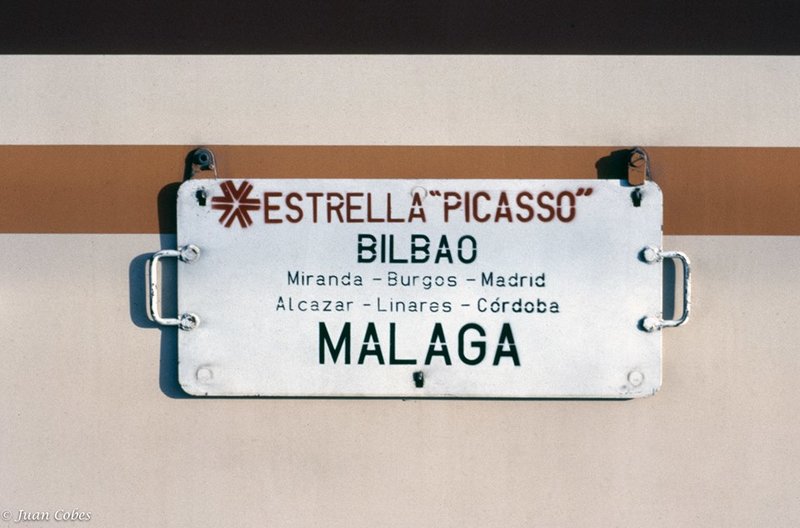 ESTRELLA "PICASSO"
BILBAO
Miranda - Burgos - Madrid
Alcazar - Linares - Córdoba
MALAGA
© Juan Cobes